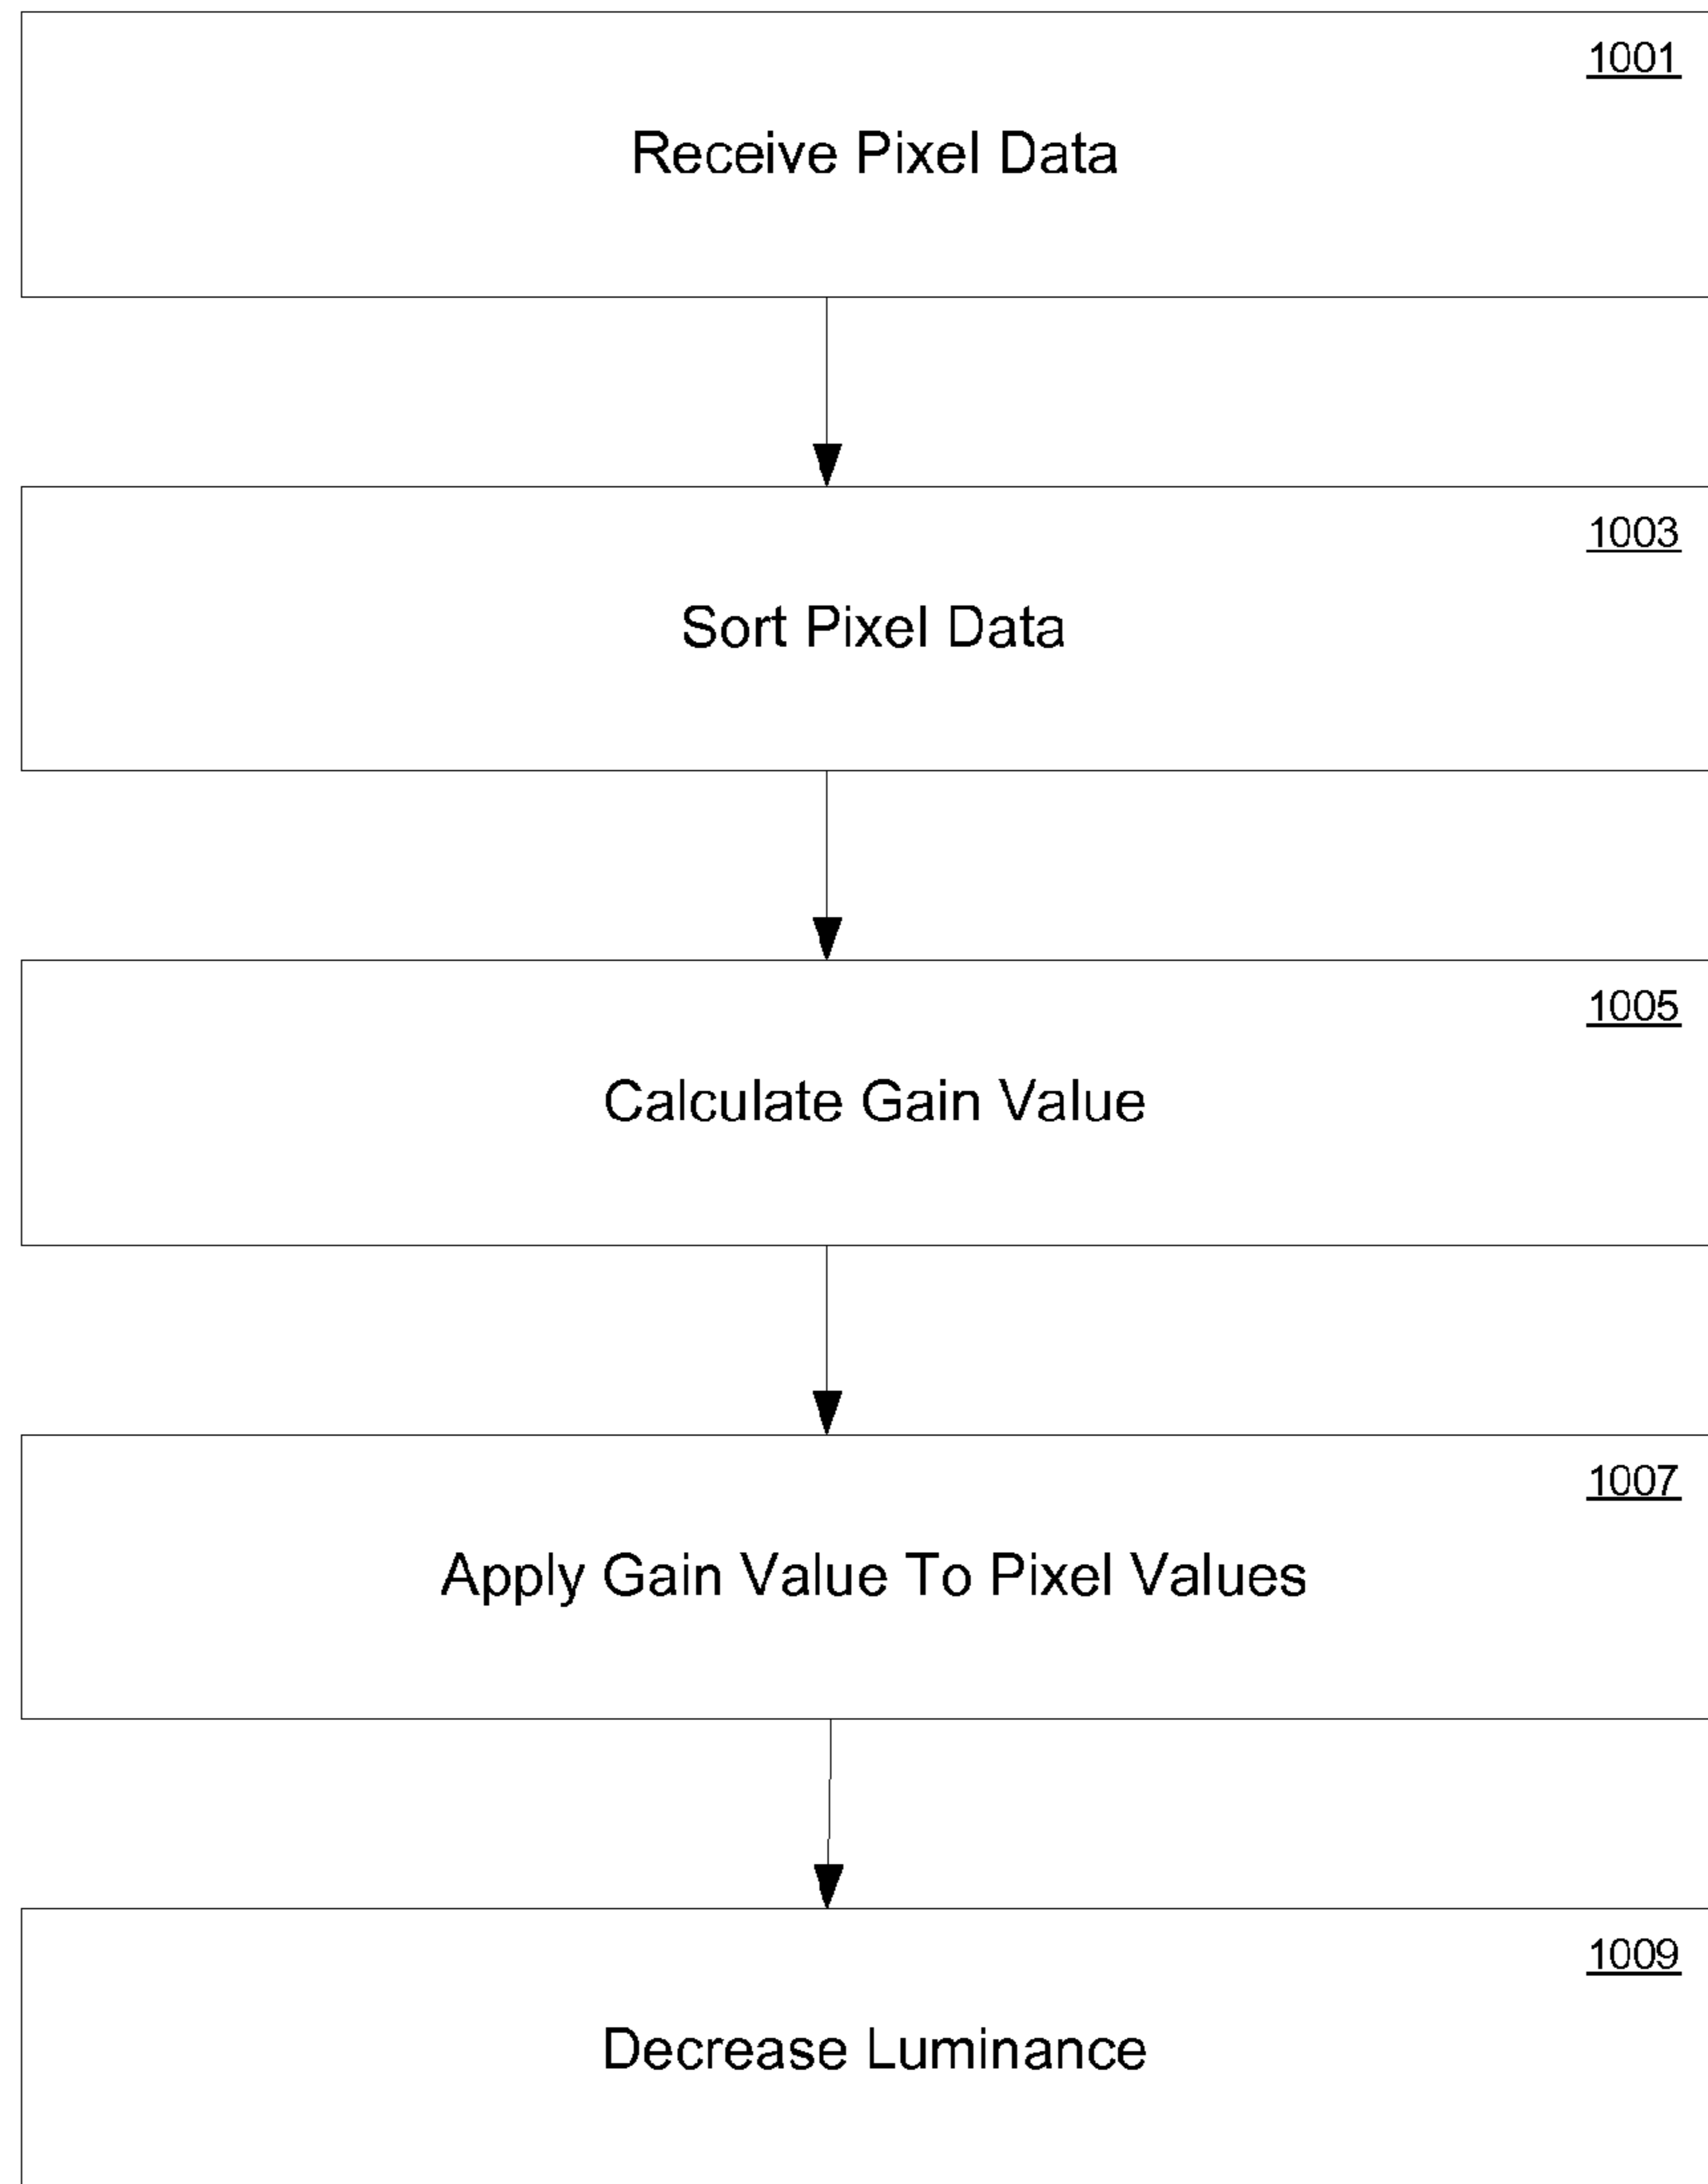 1001
Receive Pixel Data
1003
Sort Pixel Data
1005
Calculate Gain Value
1007
Apply Gain Value To Pixel Values
1009
Decrease Luminance